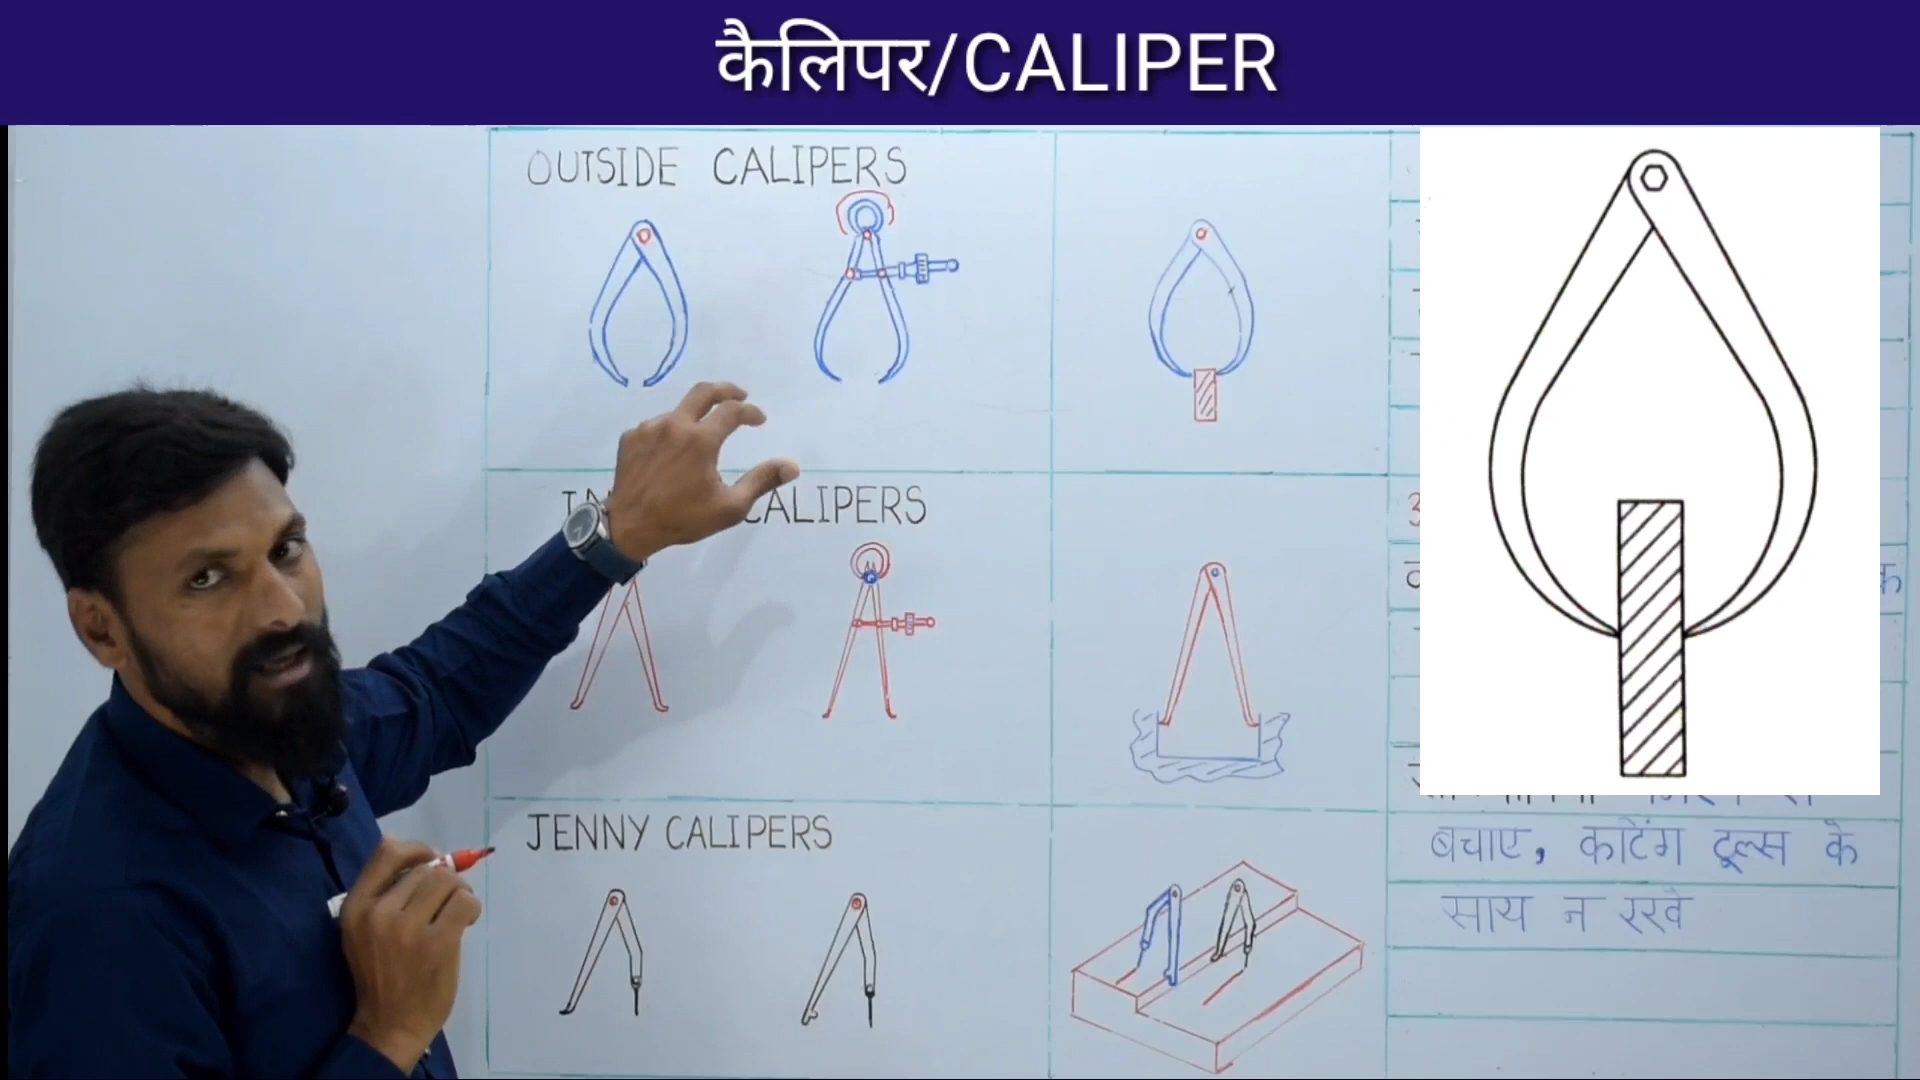 कैलिपर/CALIPER
OUTSIDE CALIPERS
CALIPERS
JENNY CALIPERS
बचाए, कटिंग टूल्स के
साथ न रखे